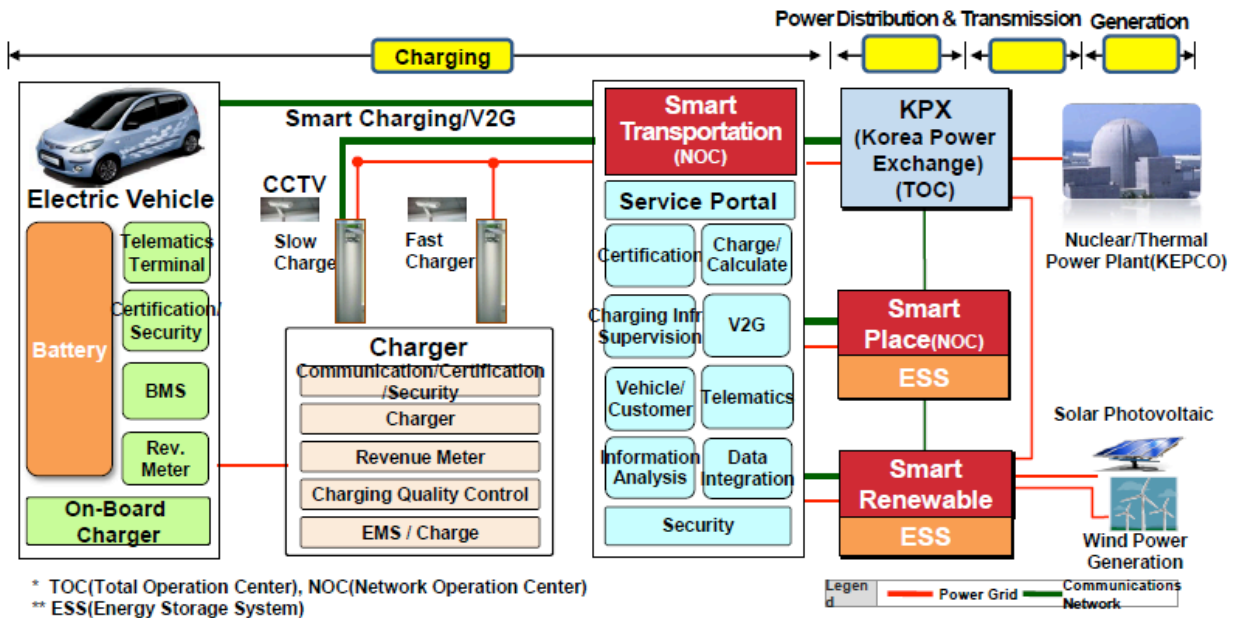 Power Distribution & Transmission
Generation
Charging
Electric Vehicle
Battery
Telematics
Terminal
Certification/
Security
BMS
Rev.
Meter
On-Board
Charger
Smart Charging/V2G
CCTV
Slow
Charge
Fast
Charger
Charger
Communication/Certification
/Security
Charger
Revenue Meter
Charging Quality Control
EMS / Charge
Smart
Transportation
(NOC)
Service Portal
Certification
Charge/
Calculate
Charging Infr
Supervision
V2G
Vehicle/
Customer
Telematics
Information
Analysis
Data
Integration
Security
KPX
(Korea Power
Exchange)
(TOC)
Smart
Place(NOC)
ESS
Smart
Renewable
ESS
Nuclear/Thermal
Power Plant(KEPCO)
Solar Photovoltaic
Wind Power
Generation
* TOC(Total Operation Center), NOC(Network Operation Center)
** ESS(Energy Storage System)
Legen
d
Power Grid
Communications
Network